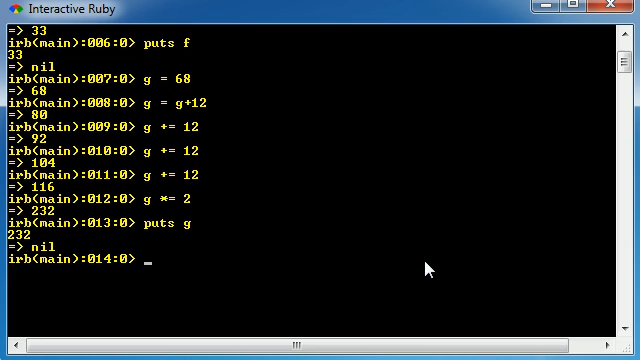 Interactive Ruby
=> 33
irb(main):006:0> puts f
33
=> nil
irb(main):007:0> g = 68
=> 68
irb(main):008:0> g = g+12
=> 80
irb(main):009:0> g += 12
=> 92
irb(main):010:0> g += 12
=> 104
irb(main):011:0> g += 12
=> 116
irb(main):012:0> g *= 2
=> 232
irb(main):013:0> puts g
232
=> nil
irb(main):014:0> _